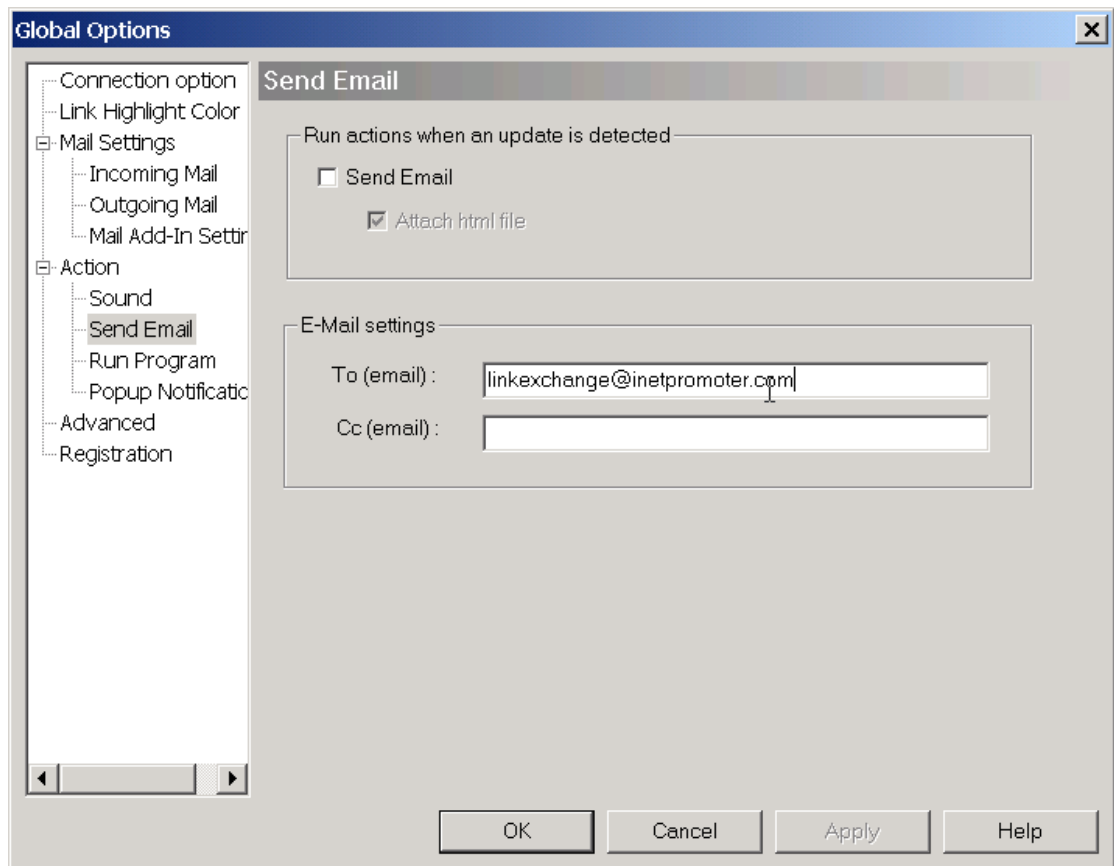 Global Options
Connection option
Link Highlight Color
Mail Settings
Incoming Mail
Outgoing Mail
Mail Add-In Settir
Action
Sound
Send Email
Run Program
Popup Notificatic
Advanced
Registration
Send Email
Run actions when an update is detected
Send Email
Attach html file
E-Mail settings
To (email) : linkexchange@inetpromoter.com
Cc (email) :
OK Cancel Apply Help